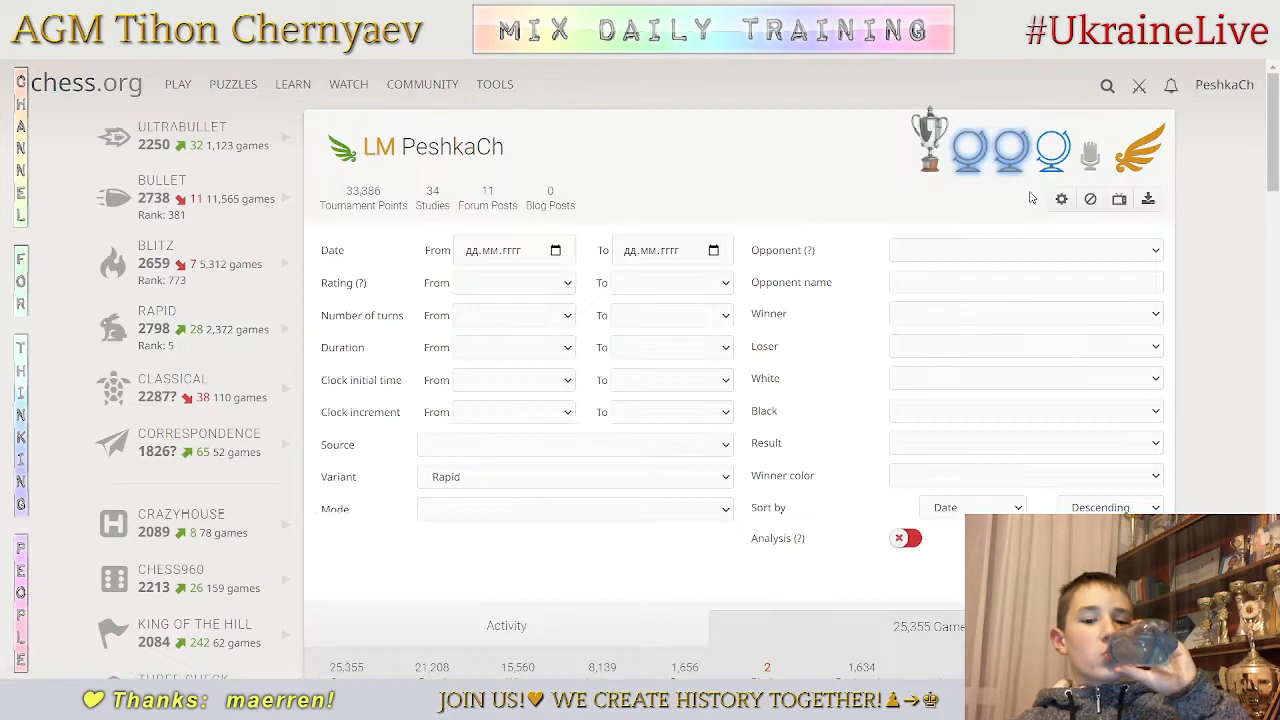 AGM Tihon Chernyaev
MIX DAILY TRAINING
#UkraineLive
chess.org
PLAY
PUZZLES
LEARN
WATCH
COMMUNITY
TOOLS
PeshkaCh
CHANNEL
FOR
THINKING
PEOPLE
ULTRABULLET
2250 32 1,123 games
BULLET
2738 11 11,565 games
Rank: 381
BLITZ
2659 7 5,312 games
Rank: 773
RAPID
2798 28 2,372 games
Rank: 5
CLASSICAL
2287? 38 110 games
CORRESPONDENCE
1826? 65 52 games
CRAZYHOUSE
2089 8 78 games
CHESS960
2213 26 159 games
KING OF THE HILL
2084 242 62 games
LM PeshkaCh
33,386 34 11 0
Tournament Points Studies Forum Posts Blog Posts
Date From дд.мм.гггг To дд.мм.гггг
Rating (?) From To
Number of turns From To
Duration From To
Clock initial time From To
Clock increment From To
Source
Variant Rapid
Mode
Opponent (?)
Opponent name
Winner
Loser
White
Black
Result
Winner color
Sort by Date Descending
Analysis (?)
Activity
25,355 Game
25,355 21,208 15,560 8,139 1,656 2 1,634
Thanks: maerren!
JOIN US! WE CREATE HISTORY TOGETHER!